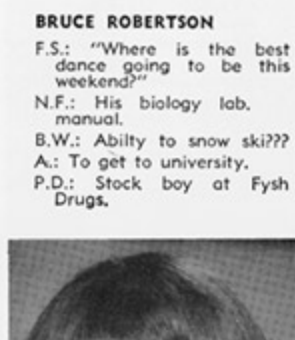 BRUCE ROBERTSON
F.S.: "Where is the best
dance going to be this
weekend?"
N.F.: His biology lab.
manual.
B.W.: Abilty to snow ski???
A.: To get to university.
P.D.: Stock boy at Fysh
Drugs.